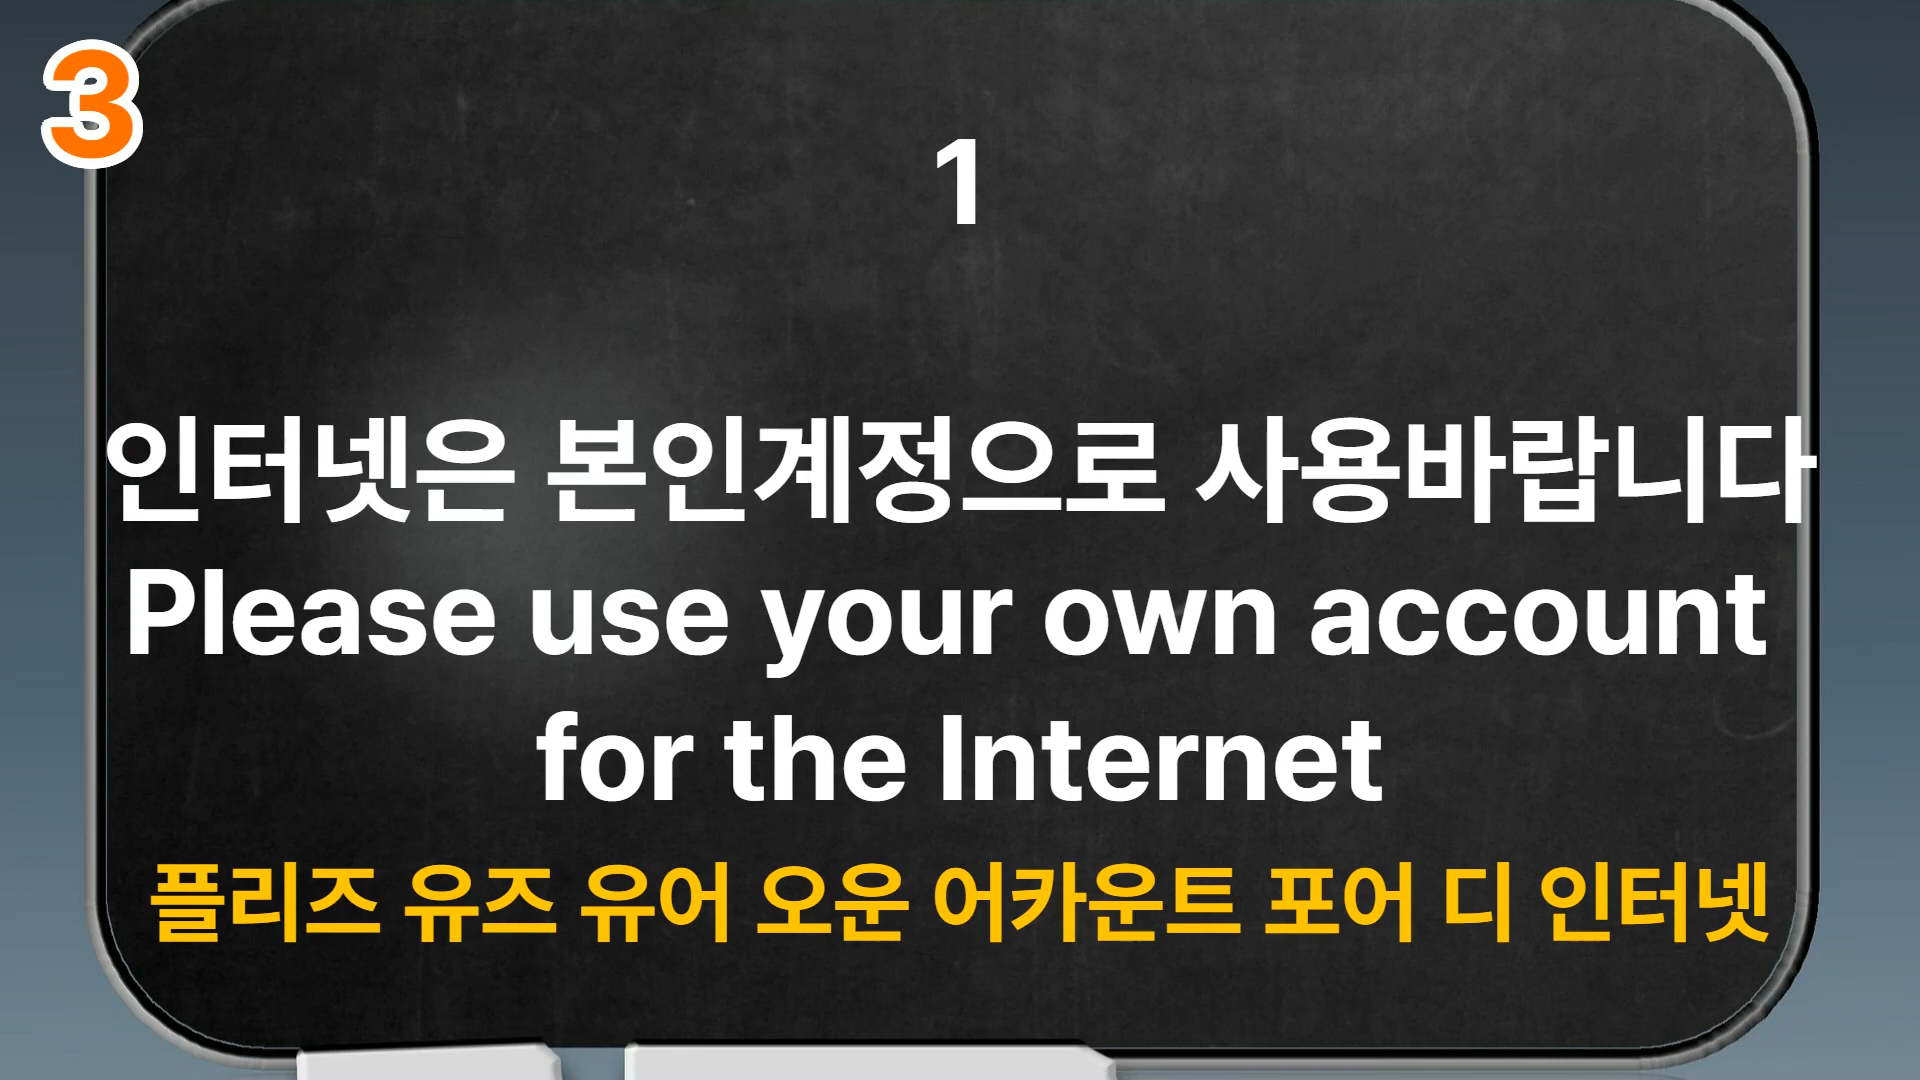 3
1
인터넷은 본인계정으로 사용바랍니다
Please use your own account
for the Internet
플리즈 유즈 유어 오운 어카운트 포어 디 인터넷